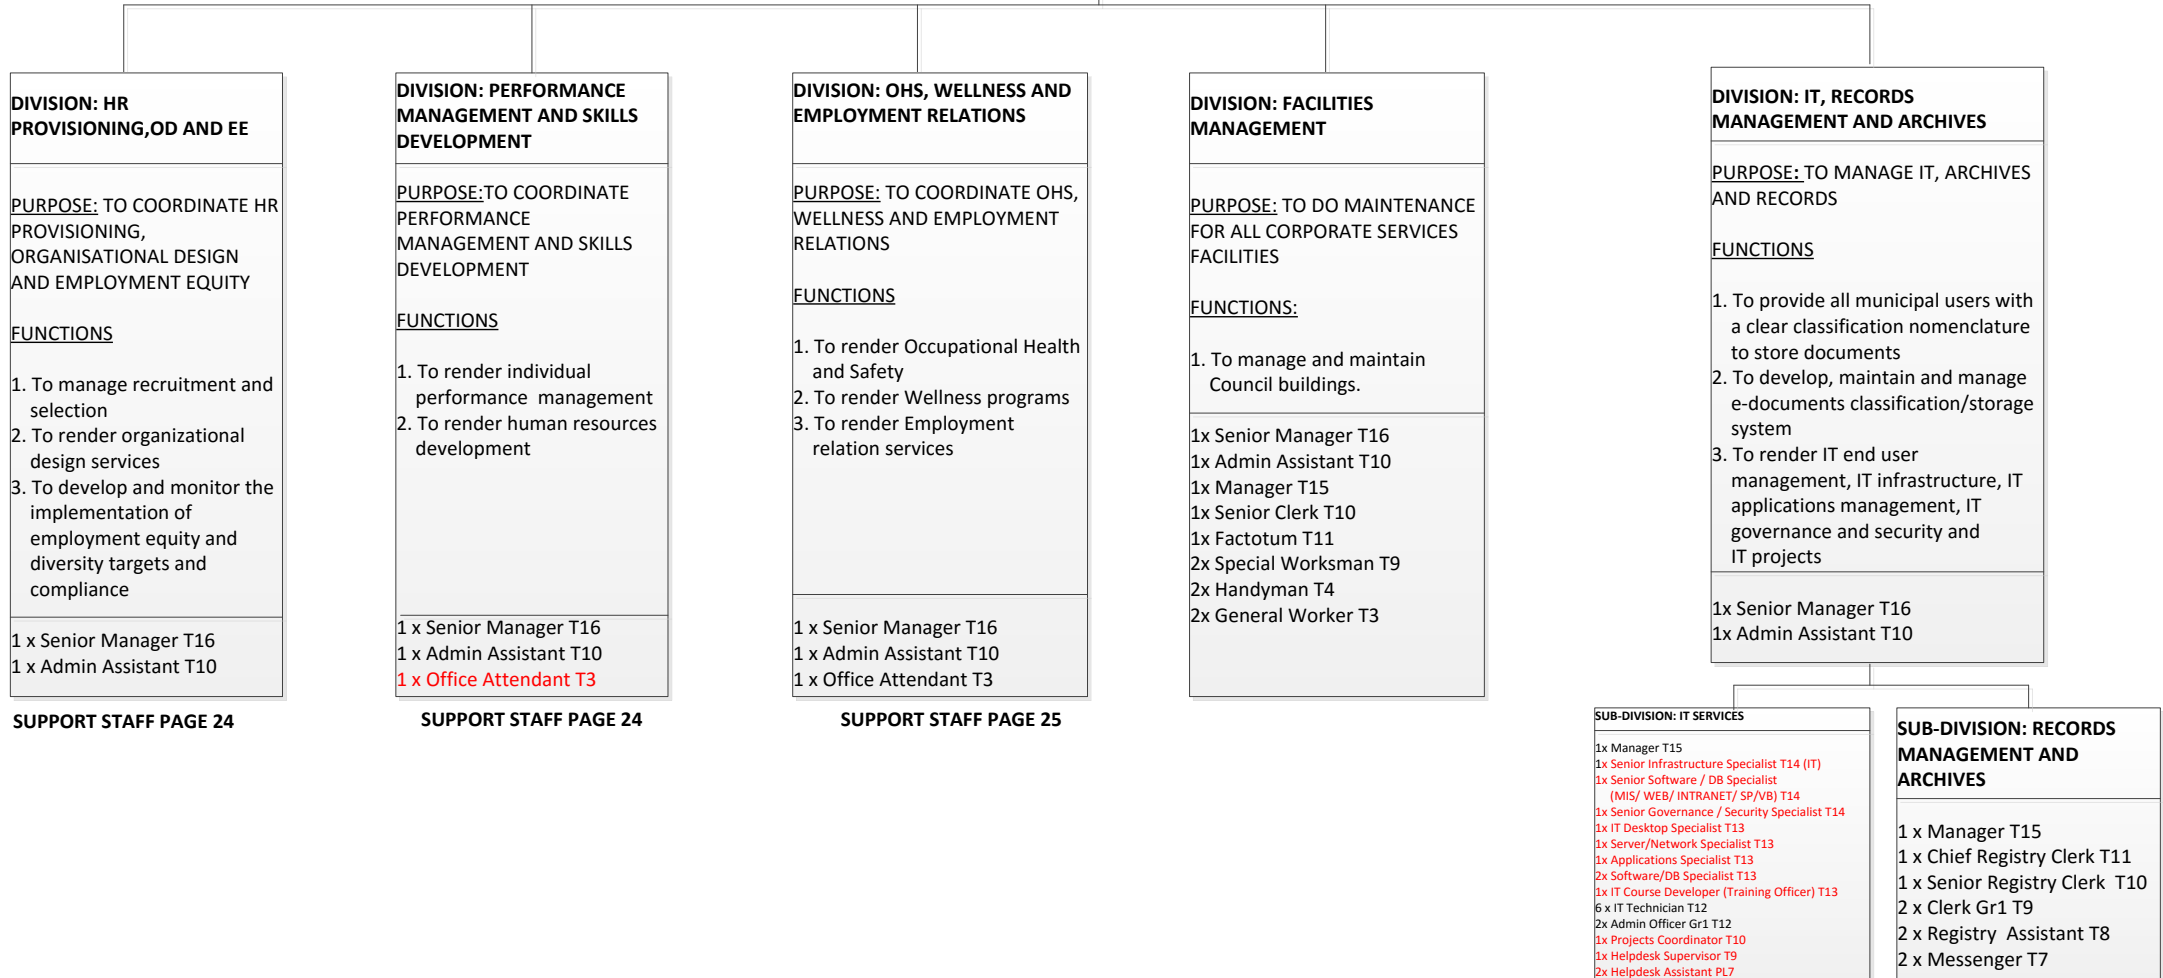 DIVISION: HR
PROVISIONING,OD AND EE
PURPOSE: TO COORDINATE HR
PROVISIONING,
ORGANISATIONAL DESIGN
AND EMPLOYMENT EQUITY
FUNCTIONS
1. To manage recruitment and
selection
2. To render organizational
design services
3. To develop and monitor the
implementation of
employment equity and
diversity targets and
compliance
1 x Senior Manager T16
1 x Admin Assistant T10
SUPPORT STAFF PAGE 24
DIVISION: PERFORMANCE
MANAGEMENT AND SKILLS
DEVELOPMENT
PURPOSE:TO COORDINATE
PERFORMANCE
MANAGEMENT AND SKILLS
DEVELOPMENT
FUNCTIONS
1. To render individual
performance  management
2. To render human resources
development
1 x Senior Manager T16
1 x Admin Assistant T10
1 x Office Attendant T3
SUPPORT STAFF PAGE 24
DIVISION: OHS, WELLNESS AND
EMPLOYMENT RELATIONS
PURPOSE: TO COORDINATE OHS,
WELLNESS AND EMPLOYMENT
RELATIONS
FUNCTIONS
1. To render Occupational Health
and Safety
2. To render Wellness programs
3. To render Employment
relation services
1 x Senior Manager T16
1 x Admin Assistant T10
1 x Office Attendant T3
SUPPORT STAFF PAGE 25
DIVISION: FACILITIES
MANAGEMENT
PURPOSE: TO DO MAINTENANCE
FOR ALL CORPORATE SERVICES
FACILITIES
FUNCTIONS:
1. To manage and maintain
Council buildings.
1x Senior Manager T16
1x Admin Assistant T10
1x Manager T15
1x Senior Clerk T10
1x Factotum T11
2x Special Worksman T9
2x Handyman T4
2x General Worker T3
DIVISION: IT, RECORDS
MANAGEMENT AND ARCHIVES
PURPOSE: TO MANAGE IT, ARCHIVES
AND RECORDS
FUNCTIONS
1. To provide all municipal users with
a clear classification nomenclature
to store documents
2. To develop, maintain and manage
e-documents classification/storage
system
3. To render IT end user
management, IT infrastructure, IT
applications management, IT
governance and security and
IT projects
1x Senior Manager T16
1x Admin Assistant T10
SUB-DIVISION: IT SERVICES
1x Manager T15
1x Senior Infrastructure Specialist T14 (IT)
1x Senior Software / DB Specialist
(MIS/ WEB/ INTRANET/ SP/VB) T14
1x Senior Governance / Security Specialist T14
1x IT Desktop Specialist T13
1x Server/Network Specialist T13
1x Applications Specialist T13
2x Software/DB Specialist T13
1x IT Course Developer (Training Officer) T13
6 x IT Technician T12
2x Admin Officer Gr1 T12
1x Projects Coordinator T10
1x Helpdesk Supervisor T9
2x Helpdesk Assistant PL7
SUB-DIVISION: RECORDS
MANAGEMENT AND
ARCHIVES
1 x Manager T15
1 x Chief Registry Clerk T11
1 x Senior Registry Clerk  T10
2 x Clerk Gr1 T9
2 x Registry  Assistant T8
2 x Messenger T7